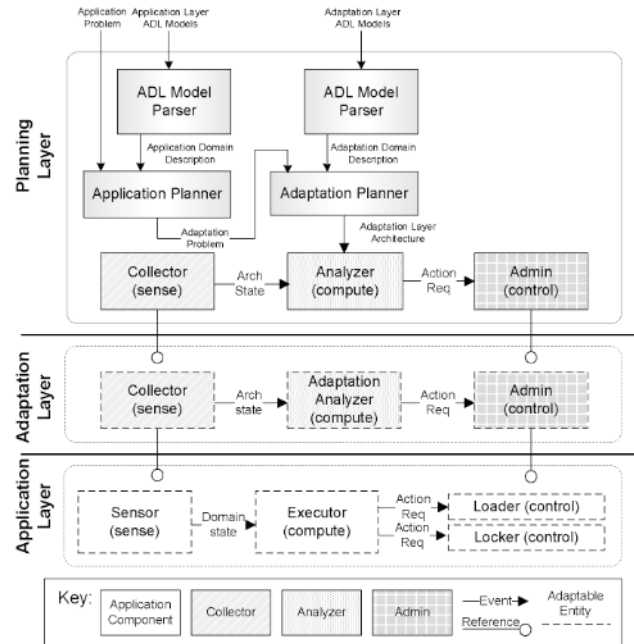 Application
Problem
Application Layer
ADL Models
Adaptation Layer
ADL Models
Planning
Layer
ADL Model
Parser
ADL Model
Parser
Application Domain
Description
Adaptation Domain
Description
Application Planner
Adaptation Planner
Adaptation
Problem
Adaptation Layer
Architecture
Collector
(sense)
Arch
State
Analyzer
(compute)
Action
Req
Admin
(control)
Adaptation
Layer
Collector
(sense)
Arch
state
Adaptation
Analyzer
(compute)
Action
Req
Admin
(control)
Application
Layer
Sensor
(sense)
Domain
state
Executor
(compute)
Action
Req
Action
Req
Loader (control)
Locker (control)
Key:
Application
Component
Collector
Analyzer
Admin
Event
Reference
Adaptable
Entity